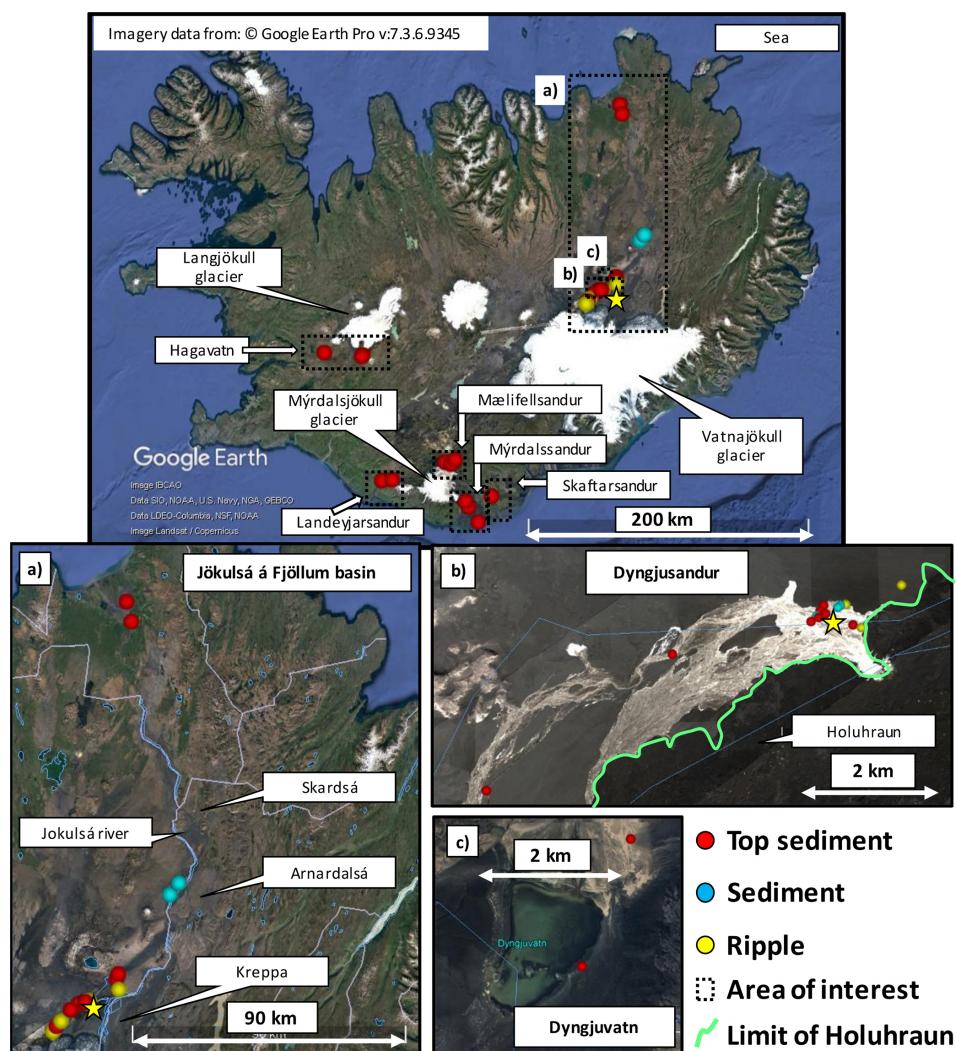 Imagery data from: © Google Earth Pro v:7.3.6.9345
Sea
a)
c)
b)
Langjökull
glacier
Hagavatn
Mýrdalsjökull
glacier
Mælifellsandur
Mýrdalssandur
Vatnajökull
glacier
Skaftarsandur
Landeyjarsandur
Google Earth
Image IBCAO
Data SIO, NOAA, U.S. Navy, NGA, GEBCO
Data LDEO-Columbia, NSF, NOAA
Image Landsat / Copernicus
200 km
a)
Jökulsá á Fjöllum basin
Skardsá
Jokulsá river
Arnardalsá
Kreppa
90 km
b)
Dyngjusandur
Holuhraun
2 km
c)
2 km
Dyngjuvatn
Dyngjuvatn
Top sediment
Sediment
Ripple
Area of interest
Limit of Holuhraun